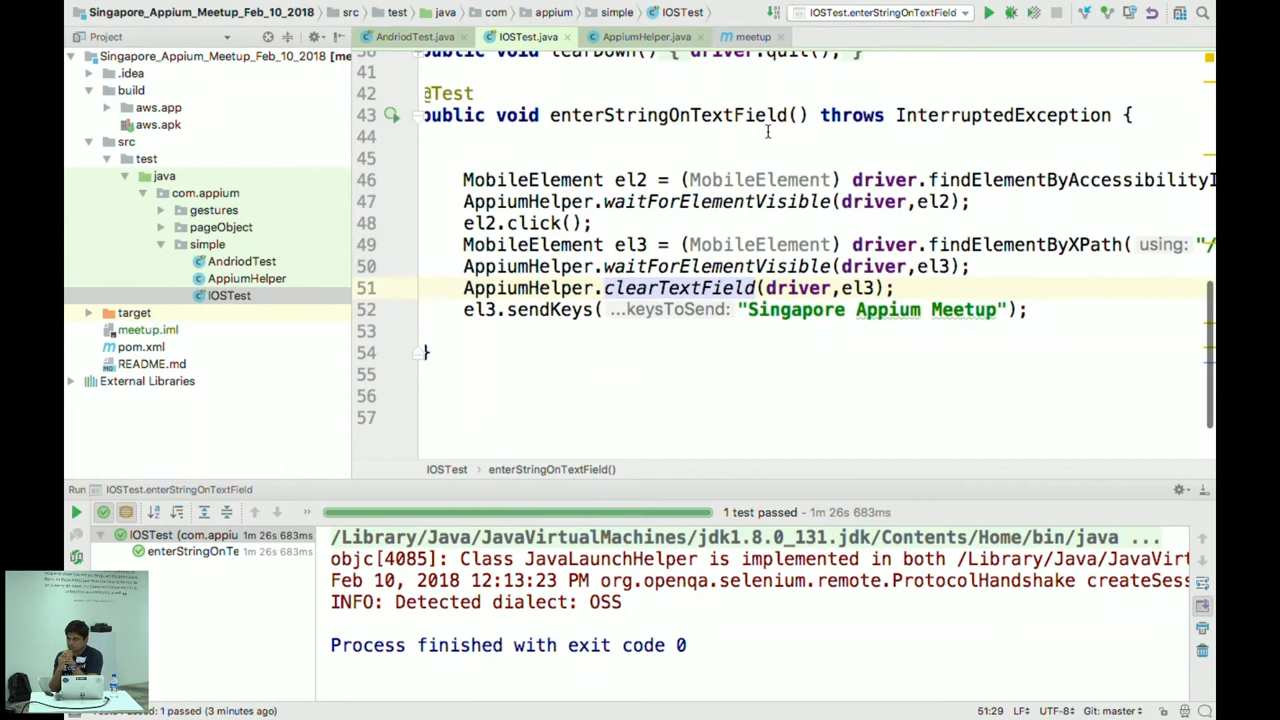 Singapore_Appium_Meetup_Feb_10_2018 src test java com appium simple IOSTest IOSTest.enterStringOnTextField
Project AndriodTest.java IOSTest.java AppiumHelper.java meetup
Singapore_Appium_Meetup_Feb_10_2018 [me
.idea
build
aws.app
aws.apk
src
test
java
com.appium
gestures
pageObject
simple
AndriodTest
AppiumHelper
IOSTest
target
meetup.iml
pom.xml
README.md
External Libraries
public void tearDown() { driver.quit(); }
41
42 @Test
43 public void enterStringOnTextField() throws InterruptedException {
44
45
46 MobileElement el2 = (MobileElement) driver.findElementByAccessibilityI
47 AppiumHelper.waitForElementVisible(driver,el2);
48 el2.click();
49 MobileElement el3 = (MobileElement) driver.findElementByXPath( using: "/
50 AppiumHelper.waitForElementVisible(driver,el3);
51 AppiumHelper.clearTextField(driver,el3);
52 el3.sendKeys( ...keysToSend: "Singapore Appium Meetup");
53
54 }
55
56
57
IOSTest enterStringOnTextField()
Run IOSTest.enterStringOnTextField
1 test passed - 1m 26s 683ms
IOSTest (com.appiu 1m 26s 683ms
enterStringOnTe 1m 26s 683ms
/Library/Java/JavaVirtualMachines/jdk1.8.0_131.jdk/Contents/Home/bin/java ...
objc[4085]: Class JavaLaunchHelper is implemented in both /Library/Java/JavaVirt
Feb 10, 2018 12:13:23 PM org.openqa.selenium.remote.ProtocolHandshake createSes
INFO: Detected dialect: OSS
Process finished with exit code 0
Passed: 1 passed (3 minutes ago) 51:29 LF÷ UTF-8÷ Git: master÷